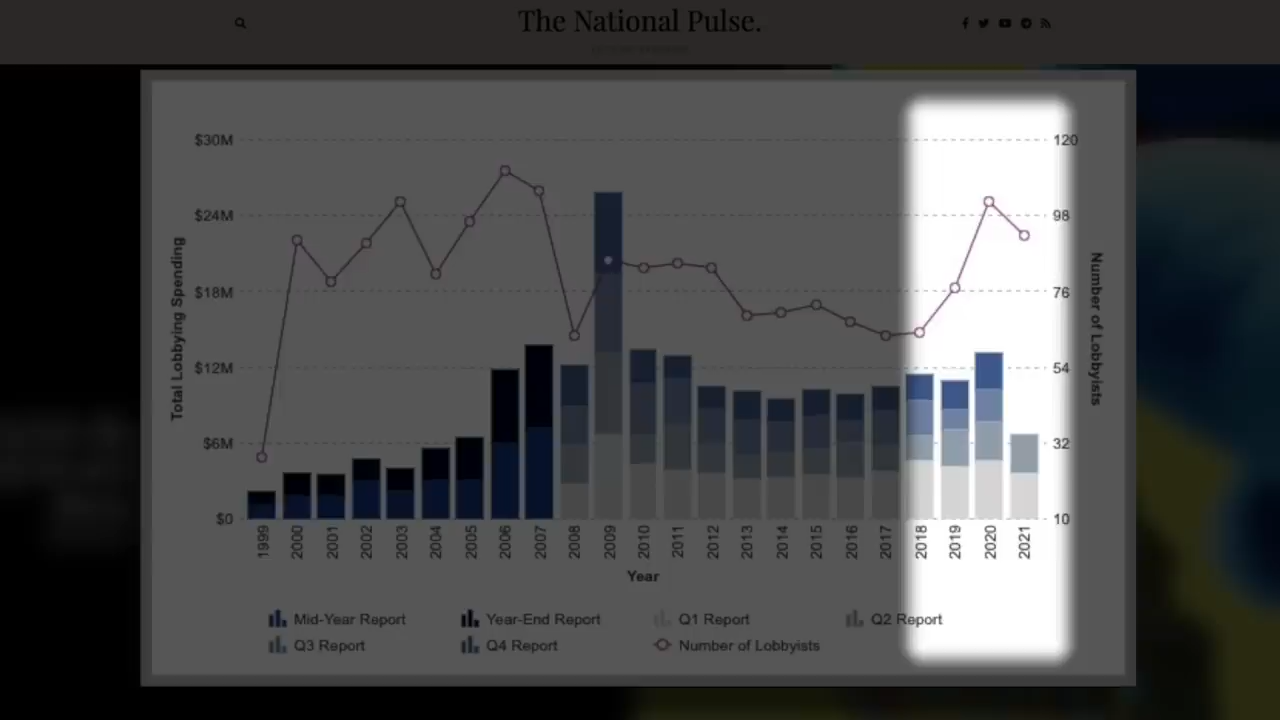 The National Pulse.
$30M
$24M
$18M
$12M
$6M
$0
120
98
76
54
32
10
Total Lobbying Spending
Number of Lobbyists
1999
2000
2001
2002
2003
2004
2005
2006
2007
2008
2009
2010
2011
2012
2013
2014
2015
2016
2017
2018
2019
2020
2021
Year
Mid-Year Report
Year-End Report
Q1 Report
Q2 Report
Q3 Report
Q4 Report
Number of Lobbyists